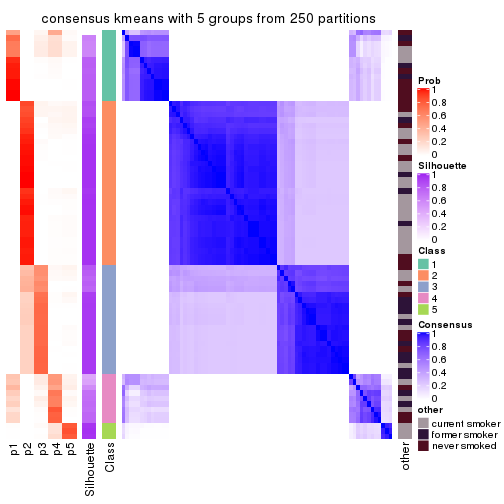 consensus kmeans with 5 groups from 250 partitions
Prob
1
0.8
0.6
0.4
0.2
0
Silhouette
1
0.8
0.6
0.4
0.2
0
Class
1
2
3
4
5
Consensus
1
0.8
0.6
0.4
0.2
0
other
current smoker
former smoker
never smoked
p1
p2
p3
p4
p5
Silhouette
Class
other